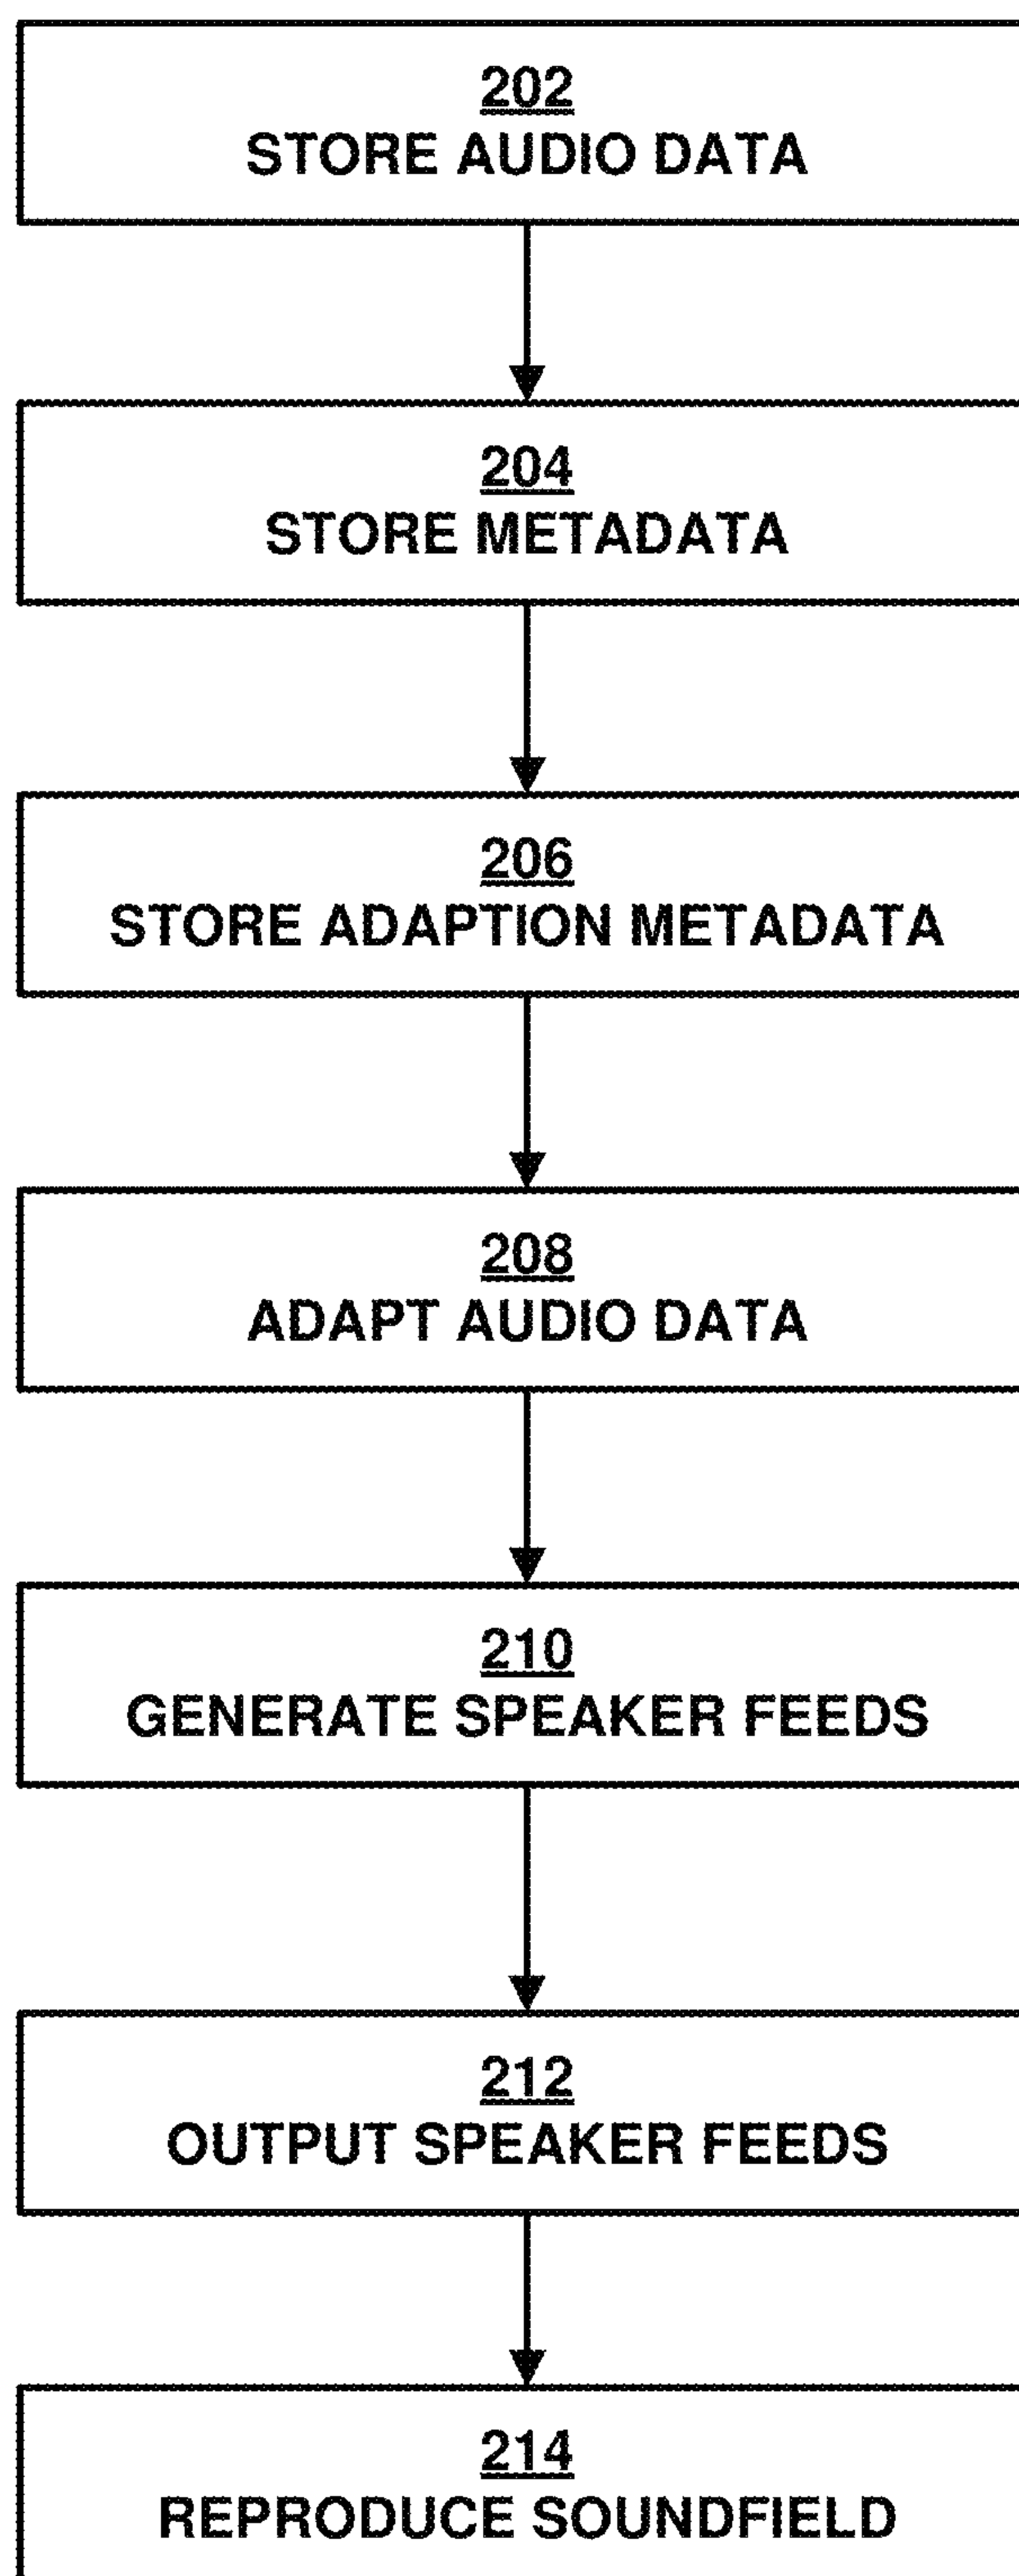 202
STORE AUDIO DATA
204
STORE METADATA
206
STORE ADAPTION METADATA
208
ADAPT AUDIO DATA
210
GENERATE SPEAKER FEEDS
212
OUTPUT SPEAKER FEEDS
214
REPRODUCE SOUNDFIELD